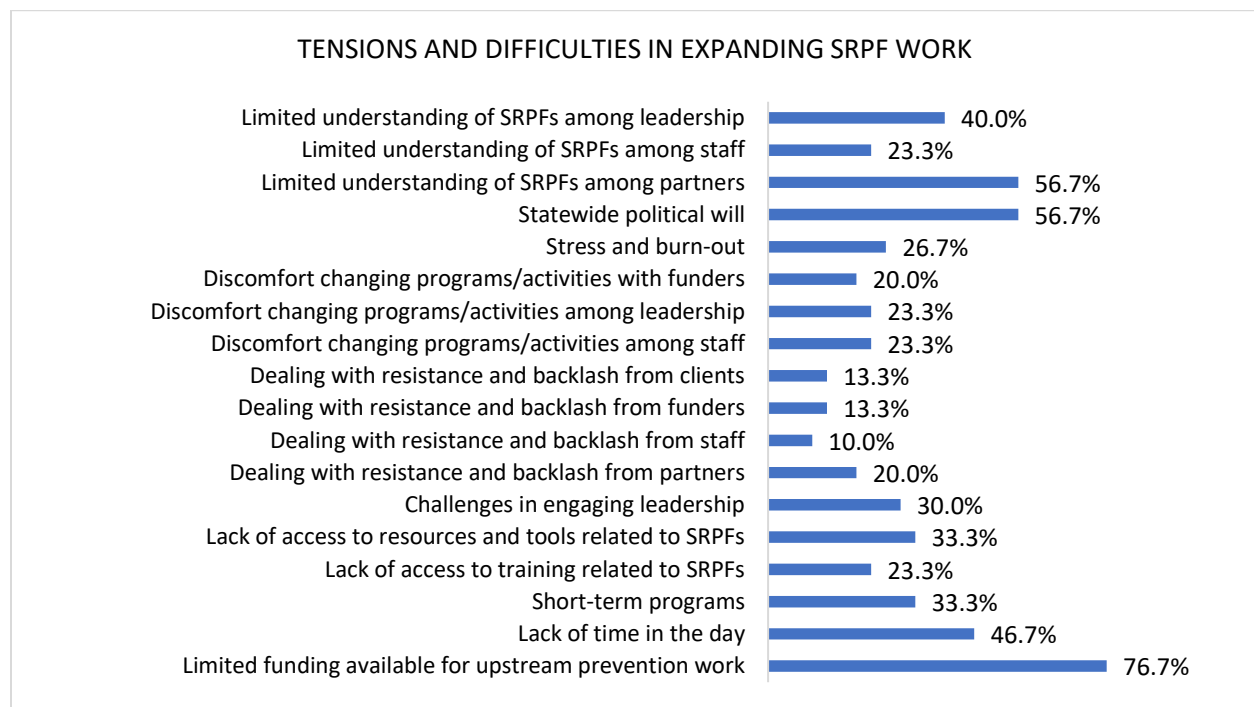 TENSIONS AND DIFFICULTIES IN EXPANDING SRPF WORK
Limited understanding of SRPFs among leadership 40.0%
Limited understanding of SRPFs among staff 23.3%
Limited understanding of SRPFs among partners 56.7%
Statewide political will 56.7%
Stress and burn-out 26.7%
Discomfort changing programs/activities with funders 20.0%
Discomfort changing programs/activities among leadership 23.3%
Discomfort changing programs/activities among staff 23.3%
Dealing with resistance and backlash from clients 13.3%
Dealing with resistance and backlash from funders 13.3%
Dealing with resistance and backlash from staff 10.0%
Dealing with resistance and backlash from partners 20.0%
Challenges in engaging leadership 30.0%
Lack of access to resources and tools related to SRPFs 33.3%
Lack of access to training related to SRPFs 23.3%
Short-term programs 33.3%
Lack of time in the day 46.7%
Limited funding available for upstream prevention work 76.7%